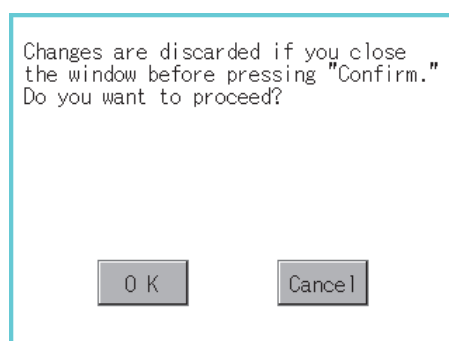 Changes are discarded if you close
the window before pressing "Confirm."
Do you want to proceed?
O K
Cancel